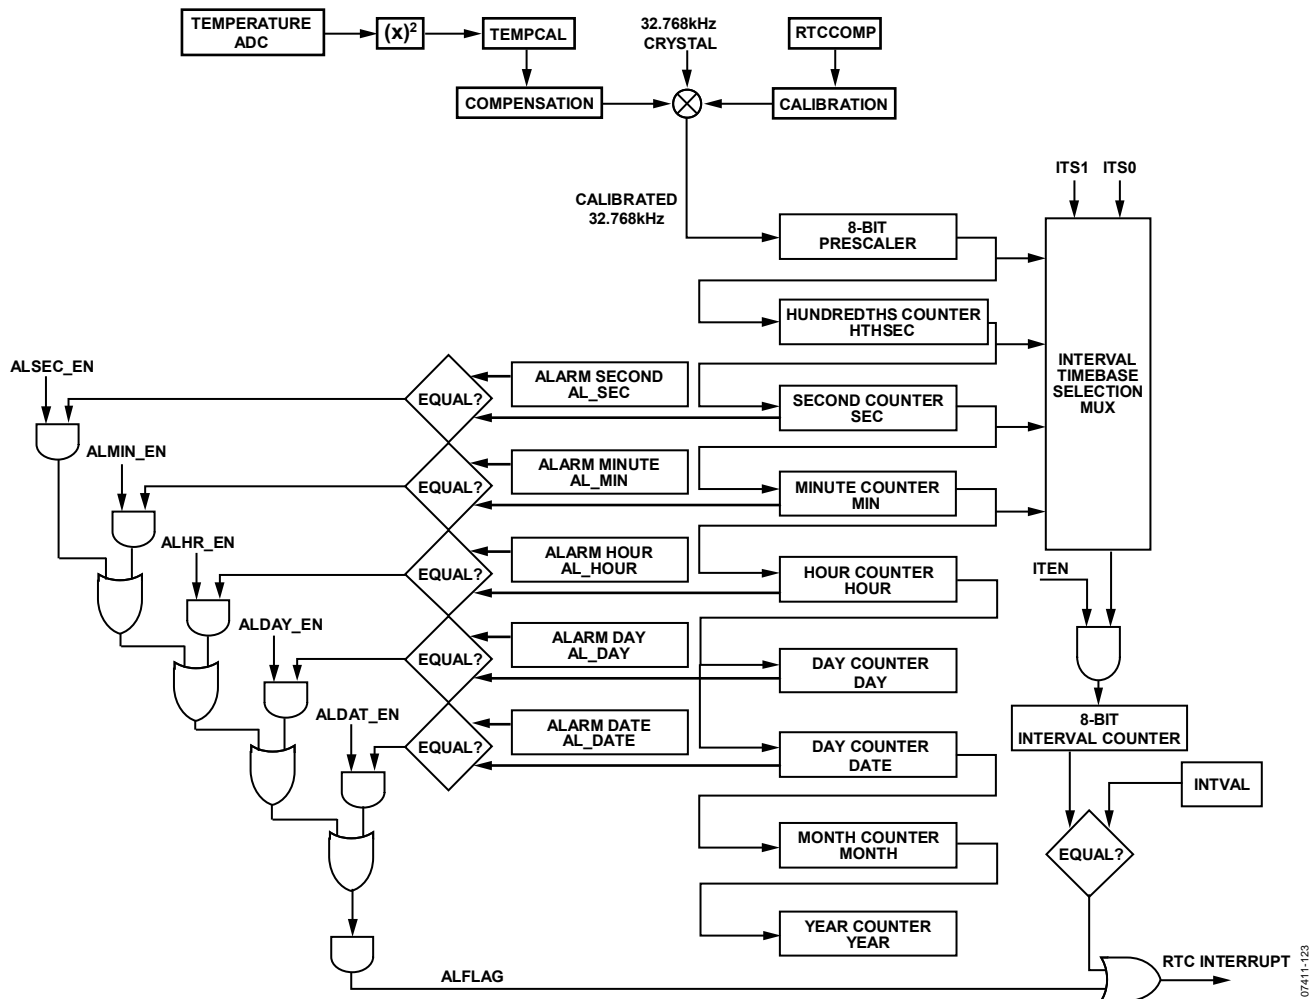 TEMPERATURE
ADC
(x)²
TEMPCAL
32.768kHz
CRYSTAL
RTCCOMP
COMPENSATION
CALIBRATION
ITS1 ITS0
CALIBRATED
32.768kHz
8-BIT
PRESCALER
HUNDREDTHS COUNTER
HTHSEC
INTERVAL
TIMEBASE
SELECTION
MUX
ALSEC_EN
EQUAL?
ALARM SECOND
AL_SEC
SECOND COUNTER
SEC
ALMIN_EN
EQUAL?
ALARM MINUTE
AL_MIN
MINUTE COUNTER
MIN
ALHR_EN
EQUAL?
ALARM HOUR
AL_HOUR
HOUR COUNTER
HOUR
ITEN
ALDAY_EN
EQUAL?
ALARM DAY
AL_DAY
DAY COUNTER
DAY
ALDAT_EN
EQUAL?
ALARM DATE
AL_DATE
DAY COUNTER
DATE
8-BIT
INTERVAL COUNTER
INTVAL
MONTH COUNTER
MONTH
EQUAL?
YEAR COUNTER
YEAR
ALFLAG
RTC INTERRUPT
07411-123